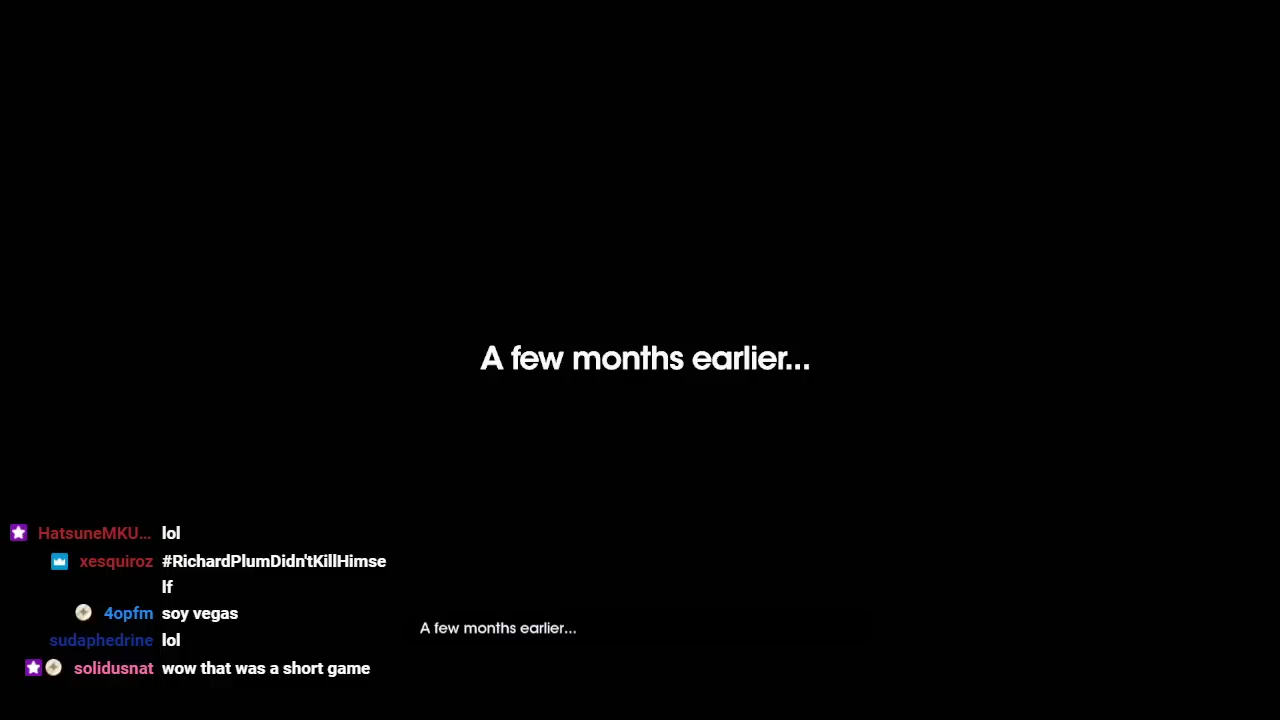 A few months earlier...
HatsuneMKU... lol
xesquiroz #RichardPlumDidn'tKillHimse
lf
4opfm soy vegas
A few months earlier...
sudaphedrine lol
solidusnat wow that was a short game